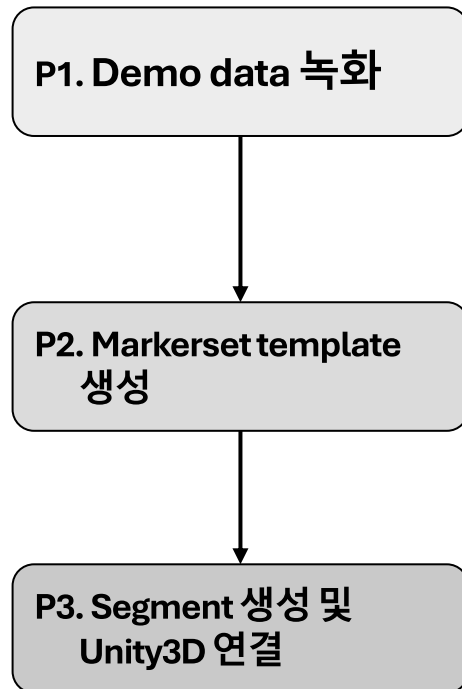 P1. Demo data 녹화
P2. Markerset template
생성
P3. Segment 생성 및
Unity3D 연결